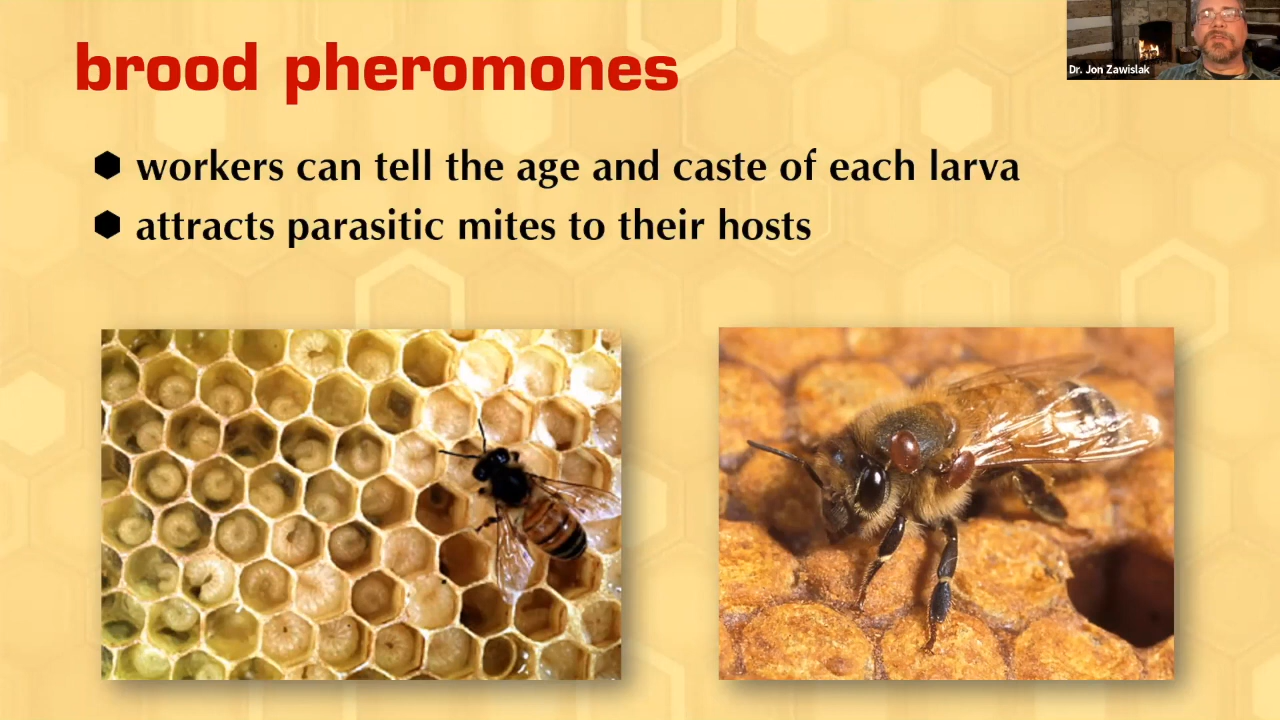 brood pheromones
Dr. Jon Zawislak
workers can tell the age and caste of each larva
attracts parasitic mites to their hosts